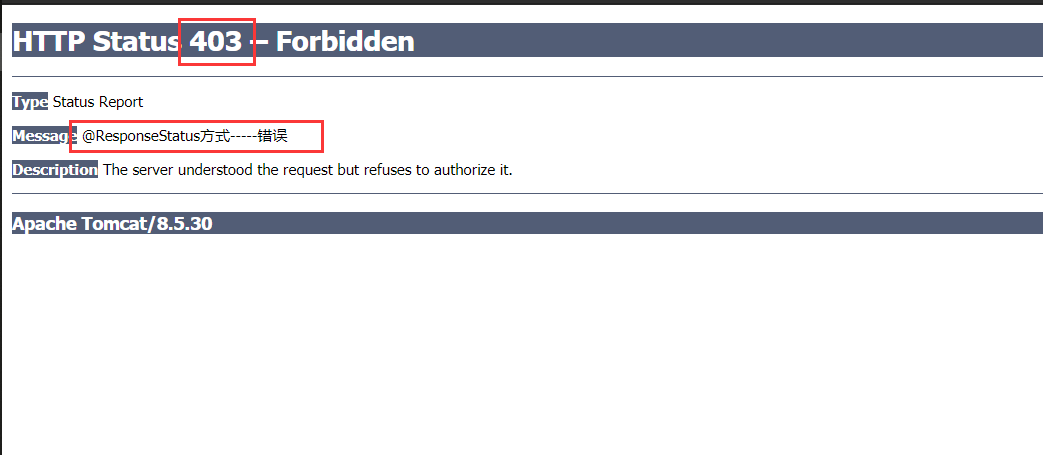 HTTP Status 403 – Forbidden
Type Status Report
Message @ResponseStatus方式-----错误
Description The server understood the request but refuses to authorize it.
Apache Tomcat/8.5.30